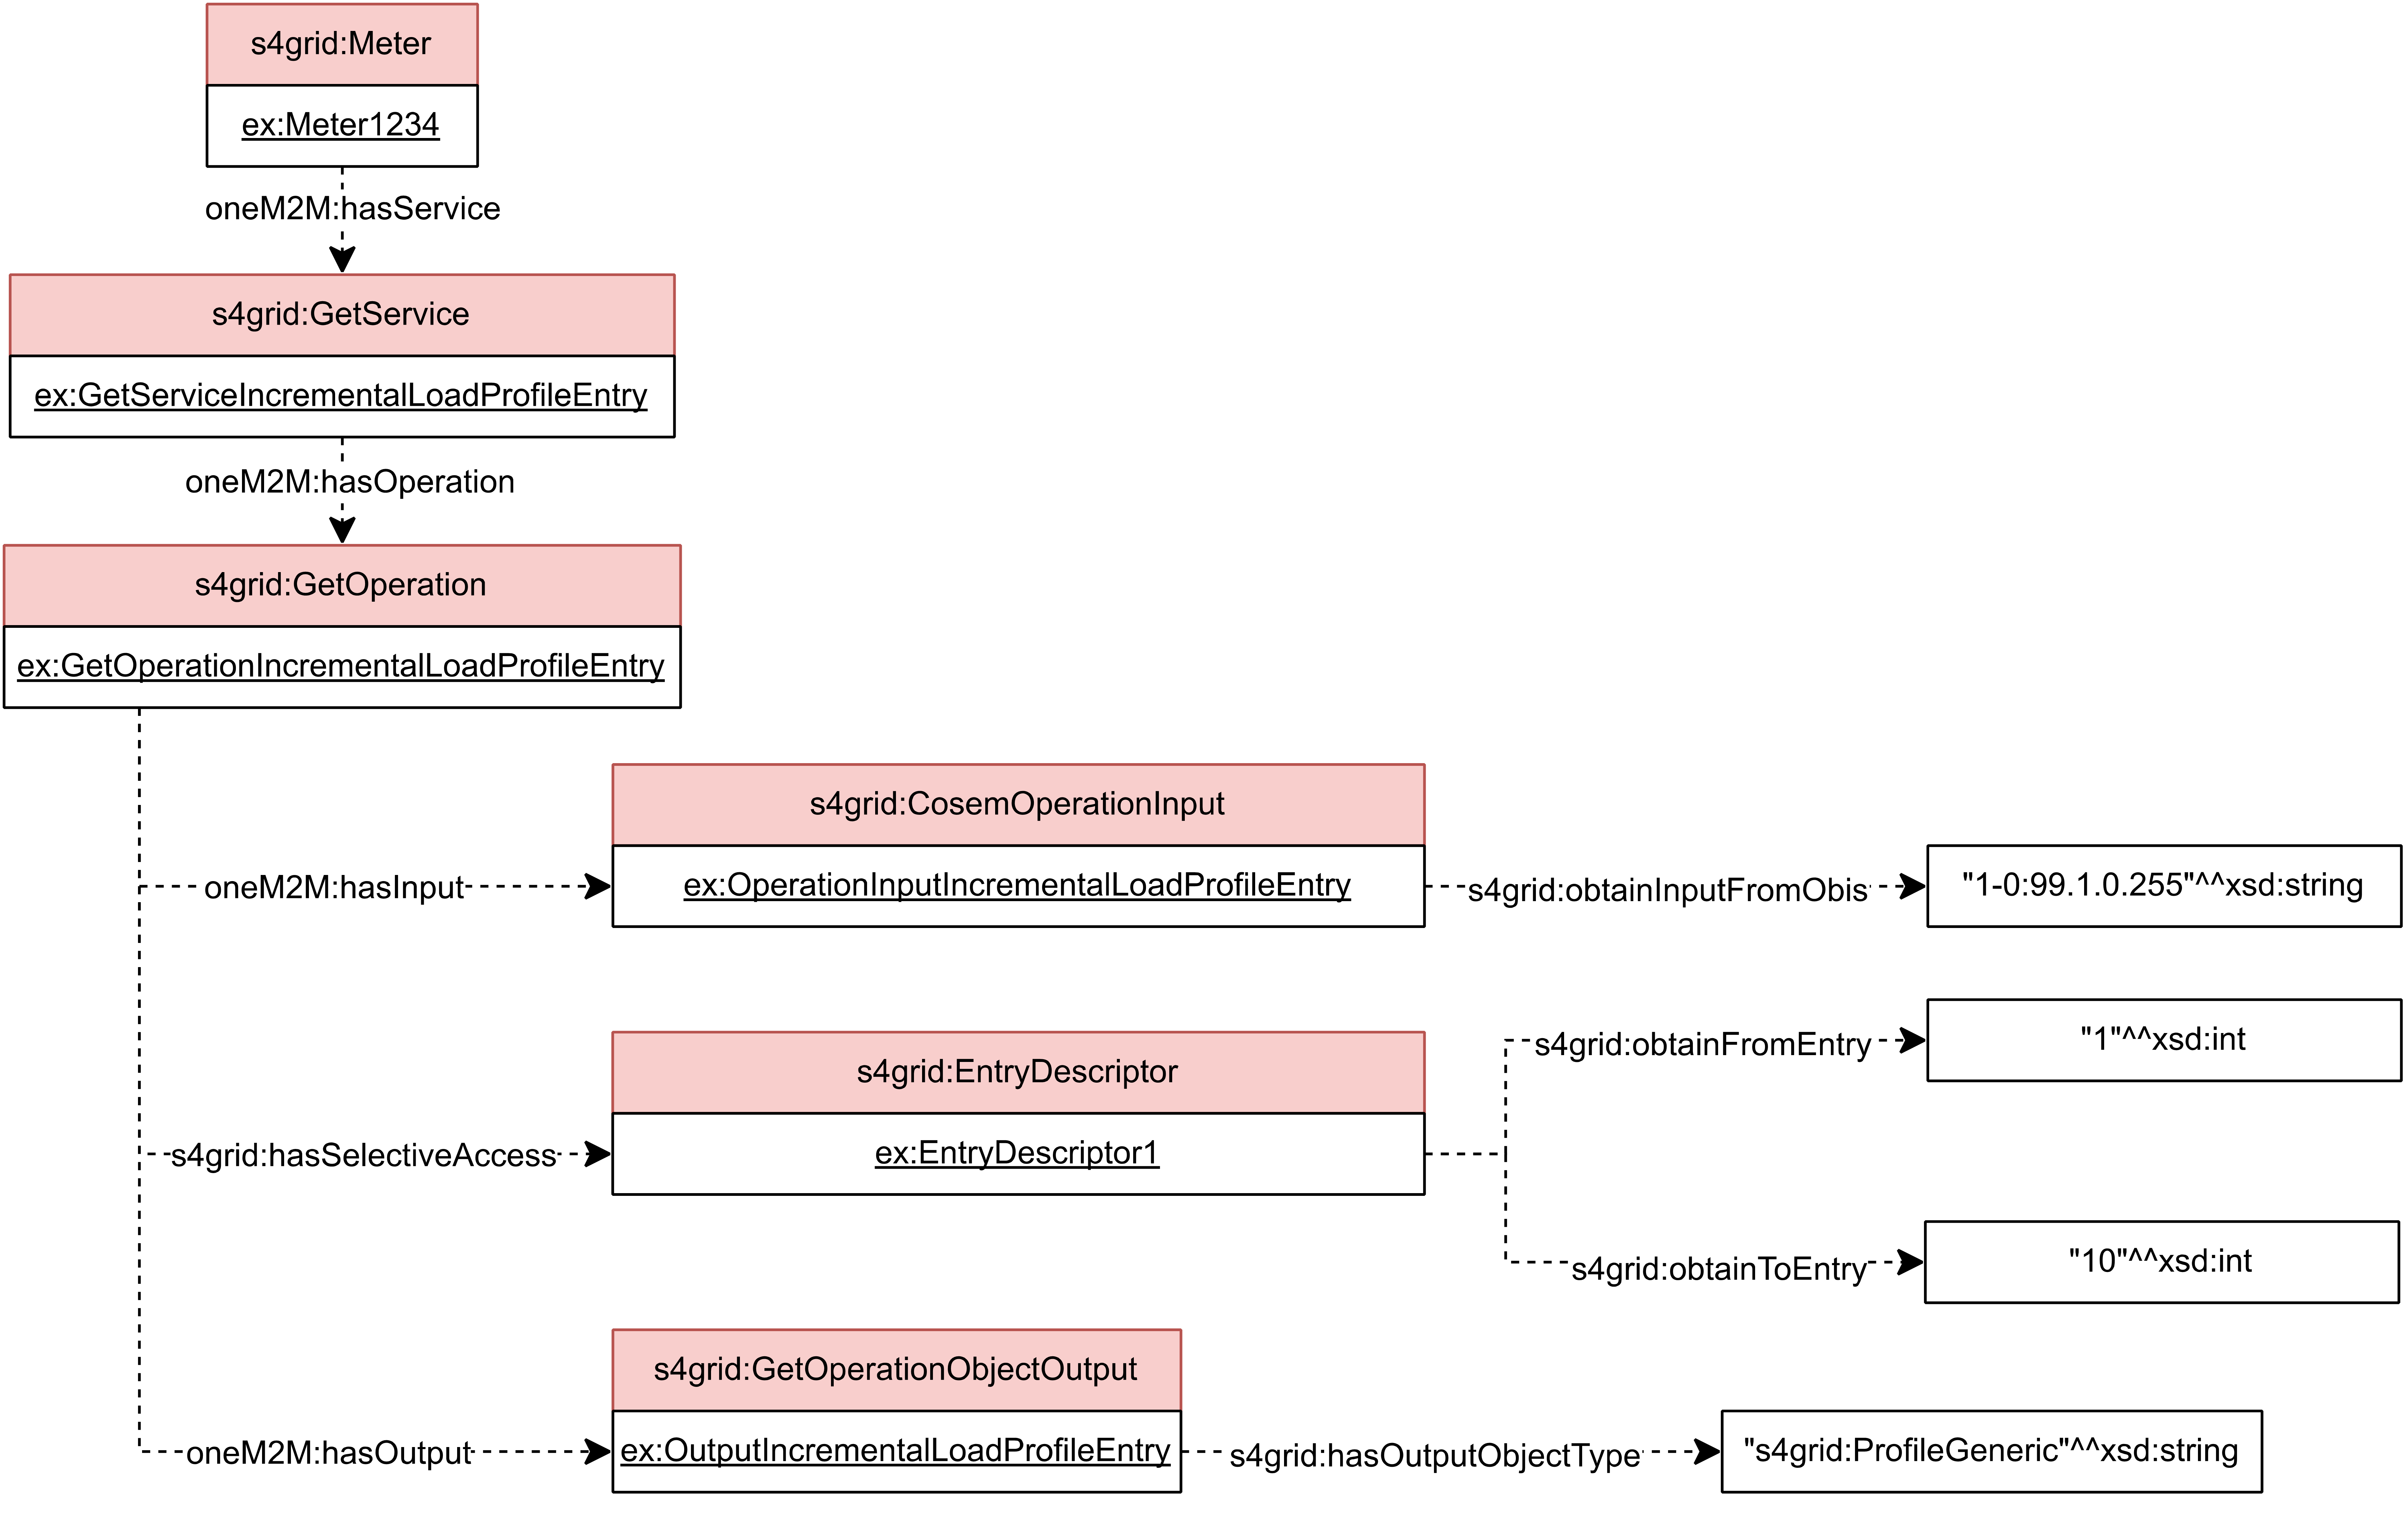 s4grid:Meter
ex:Meter1234
oneM2M:hasService
s4grid:GetService
ex:GetServiceIncrementalLoadProfileEntry
oneM2M:hasOperation
s4grid:GetOperation
ex:GetOperationIncrementalLoadProfileEntry
s4grid:CosemOperationInput
oneM2M:hasInput
ex:OperationInputIncrementalLoadProfileEntry
s4grid:obtainInputFromObis
"1-0:99.1.0.255"^^xsd:string
s4grid:EntryDescriptor
s4grid:obtainFromEntry
"1"^^xsd:int
s4grid:hasSelectiveAccess
ex:EntryDescriptor1
s4grid:obtainToEntry
"10"^^xsd:int
s4grid:GetOperationObjectOutput
oneM2M:hasOutput
ex:OutputIncrementalLoadProfileEntry
s4grid:hasOutputObjectType
"s4grid:ProfileGeneric"^^xsd:string